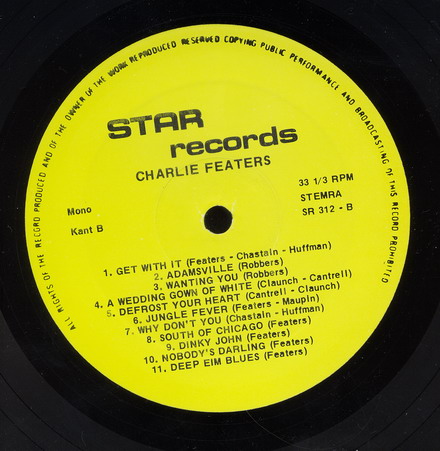 ALL RIGHTS OF THE RECORD PRODUCED AND OF THE OWNER OF THE WORK REPRODUCED RESERVED COPYING PUBLIC PERFORMANCE AND BROADCASTING OF THIS RECORD PROHIBITED
STAR
records
CHARLIE FEATERS
Mono
Kant B
33 1/3 RPM
STEMRA
SR 312 - B
1. GET WITH IT (Featers - Chastain - Huffman)
2. ADAMSVILLE (Robbers)
3. WANTING YOU (Robbers)
4. A WEDDING GOWN OF WHITE (Claunch - Cantrell)
5. DEFROST YOUR HEART (Cantrell - Claunch)
6. JUNGLE FEVER (Featers - Maupin)
7. WHY DON'T YOU (Chastain - Huffman)
8. SOUTH OF CHICAGO (Featers)
9. DINKY JOHN (Featers)
10. NOBODY'S DARLING (Featers)
11. DEEP EIM BLUES (Featers)